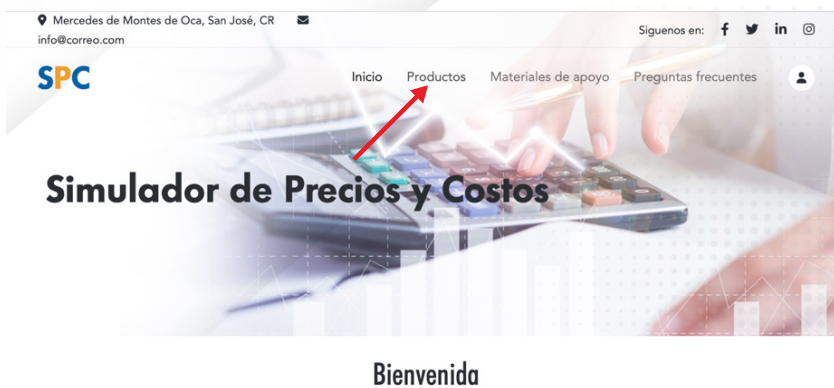 Mercedes de Montes de Oca, San José, CR
info@correo.com
Siguenos en:
SPC
Inicio Productos Materiales de apoyo Preguntas frecuentes
Simulador de Precios y Costos
Bienvenida